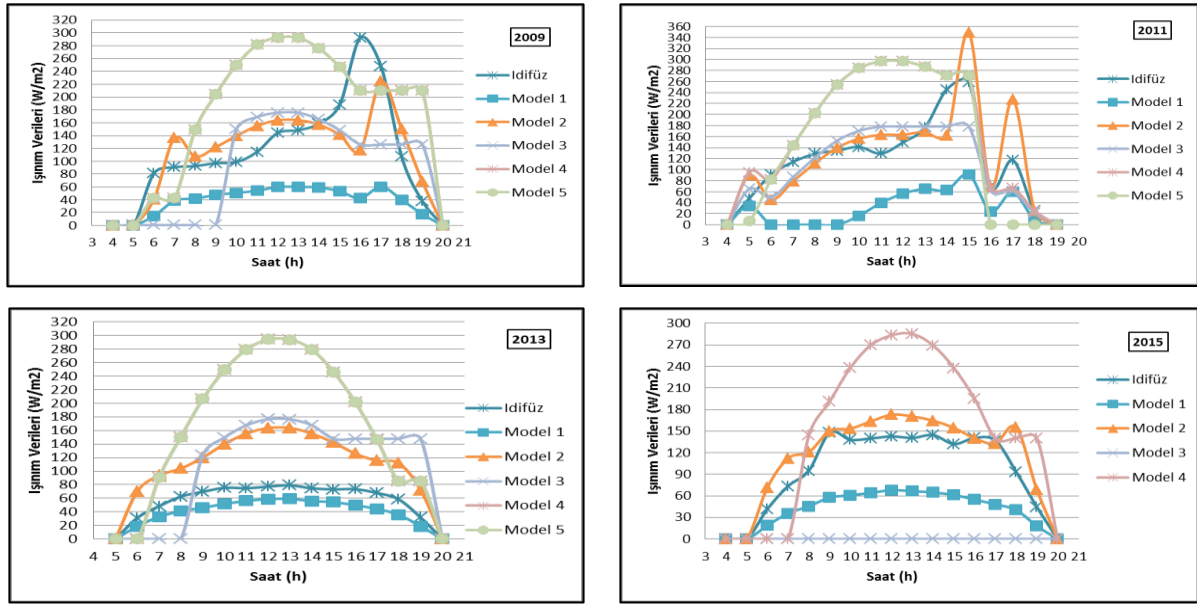 Işınım Verileri (W/m2)
320
300
280
260
240
220
200
180
160
140
120
100
80
60
40
20
0
3 4 5 6 7 8 9 10 11 12 13 14 15 16 17 18 19 20 21
Saat (h)
2009
Idifüz
Model 1
Model 2
Model 3
Model 4
Model 5
Işınım Verileri (W/m2)
360
340
320
300
280
260
240
220
200
180
160
140
120
100
80
60
40
20
0
3 4 5 6 7 8 9 10 11 12 13 14 15 16 17 18 19 20
Saat (h)
2011
Idifüz
Model 1
Model 2
Model 3
Model 4
Model 5
Işınım Verileri (W/m2)
320
300
280
260
240
220
200
180
160
140
120
100
80
60
40
20
0
4 5 6 7 8 9 10 11 12 13 14 15 16 17 18 19 20 21
Saat (h)
2013
Idifüz
Model 1
Model 2
Model 3
Model 4
Model 5
Işınım Verileri (W/m2)
300
270
240
210
180
150
120
90
60
30
0
3 4 5 6 7 8 9 10 11 12 13 14 15 16 17 18 19 20 21
Saat (h)
2015
Idifüz
Model 1
Model 2
Model 3
Model 4